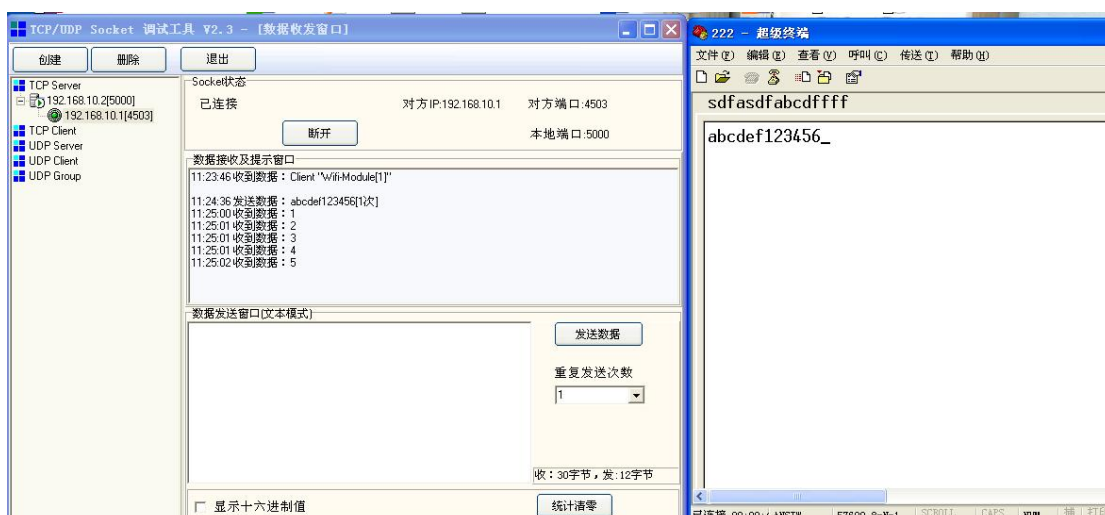 TCP/UDP Socket 调试工具 V2.3 - [数据收发窗口]
创建 删除 退出
TCP Server
192.168.10.2[5000]
192.168.10.1[4503]
TCP Client
UDP Server
UDP Client
UDP Group
Socket状态
已连接 对方IP:192.168.10.1 对方端口:4503
断开 本地端口:5000
数据接收及提示窗口
11:23:46 收到数据：Client "Wifi-Module[1]"
11:24:36 发送数据：abcdef123456[1次]
11:25:00 收到数据：1
11:25:01 收到数据：2
11:25:01 收到数据：3
11:25:01 收到数据：4
11:25:02 收到数据：5
数据发送窗口(文本模式)
发送数据
重复发送次数
1
收：30字节，发:12字节
显示十六进制值 统计清零
222 - 超级终端
文件(F) 编辑(E) 查看(V) 呼叫(C) 传送(T) 帮助(H)
sdfasdfabcdffff
abcdef123456_